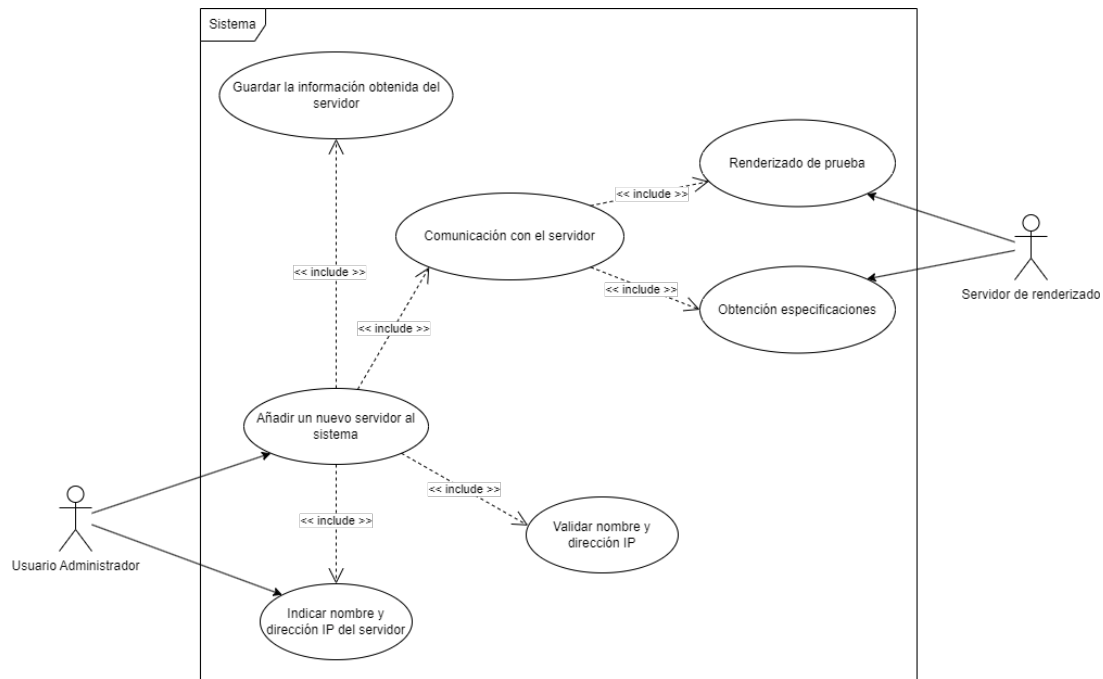 Sistema
Guardar la información obtenida del
servidor
Renderizado de prueba
<< include >>
Comunicación con el servidor
<< include >>
<< include >>
Servidor de renderizado
Obtención especificaciones
<< include >>
Añadir un nuevo servidor al
sistema
<< include >>
<< include >>
Validar nombre y
dirección IP
Usuario Administrador
Indicar nombre y
dirección IP del servidor